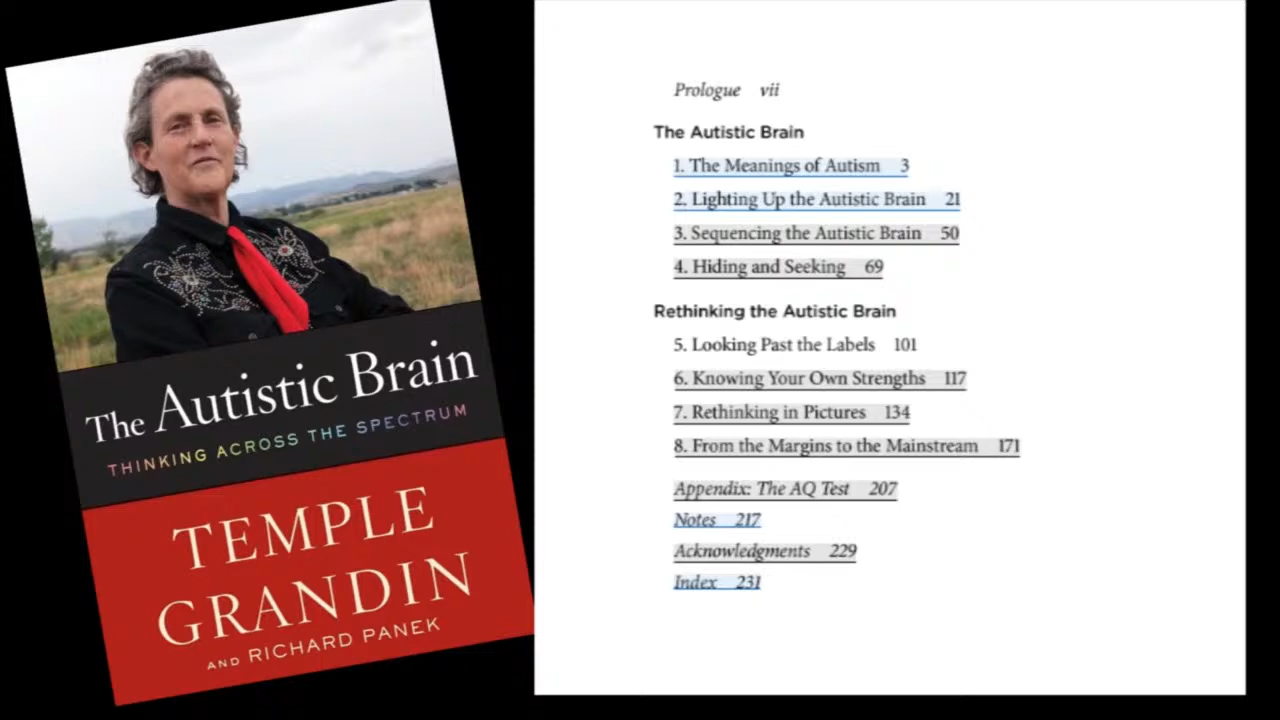 The Autistic Brain
THINKING ACROSS THE SPECTRUM
TEMPLE
GRANDIN
AND RICHARD PANEK
Prologue vii
The Autistic Brain
1. The Meanings of Autism 3
2. Lighting Up the Autistic Brain 21
3. Sequencing the Autistic Brain 50
4. Hiding and Seeking 69
Rethinking the Autistic Brain
5. Looking Past the Labels 101
6. Knowing Your Own Strengths 117
7. Rethinking in Pictures 134
8. From the Margins to the Mainstream 171
Appendix: The AQ Test 207
Notes 217
Acknowledgments 229
Index 231